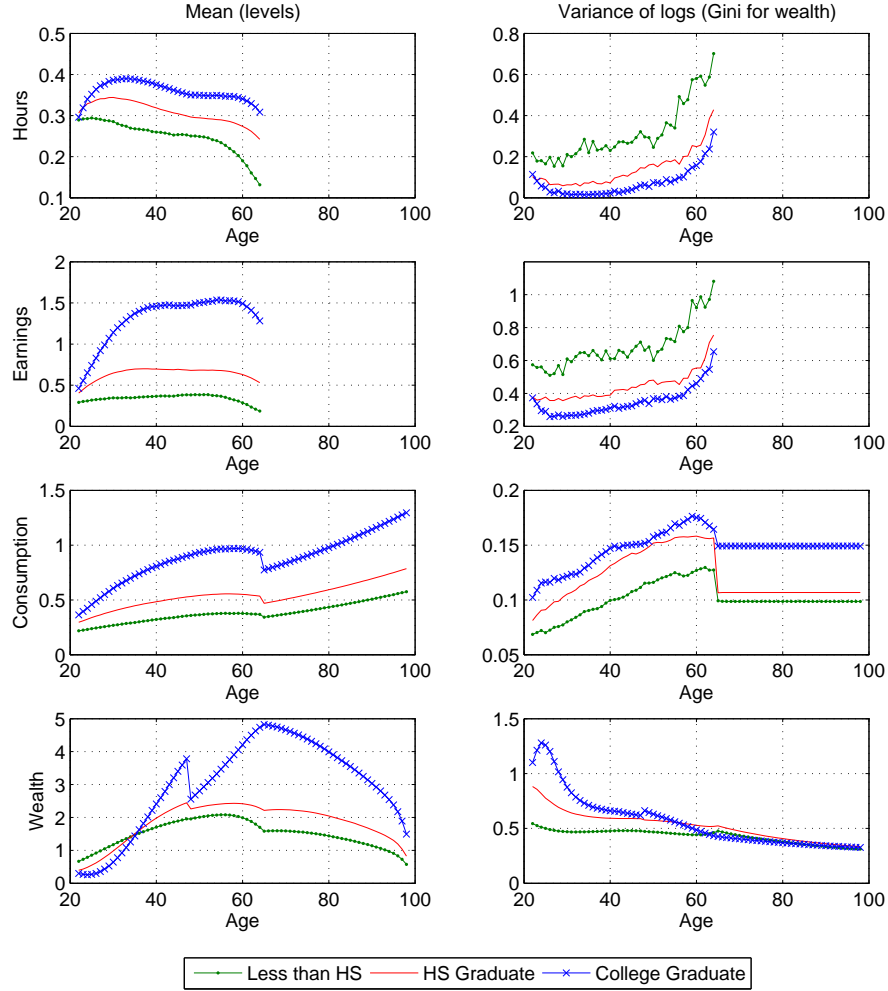 Mean (levels)
Variance of logs (Gini for wealth)
0.5
0.4
0.3
0.2
0.1
Hours
20 40 60 80 100
Age
0.8
0.6
0.4
0.2
0
20 40 60 80 100
Age
2
1.5
1
0.5
0
Earnings
20 40 60 80 100
Age
1
0.8
0.6
0.4
0.2
20 40 60 80 100
Age
1.5
1
0.5
0
Consumption
20 40 60 80 100
Age
0.2
0.15
0.1
0.05
20 40 60 80 100
Age
5
4
3
2
1
0
Wealth
20 40 60 80 100
Age
1.5
1
0.5
0
20 40 60 80 100
Age
Less than HS HS Graduate College Graduate